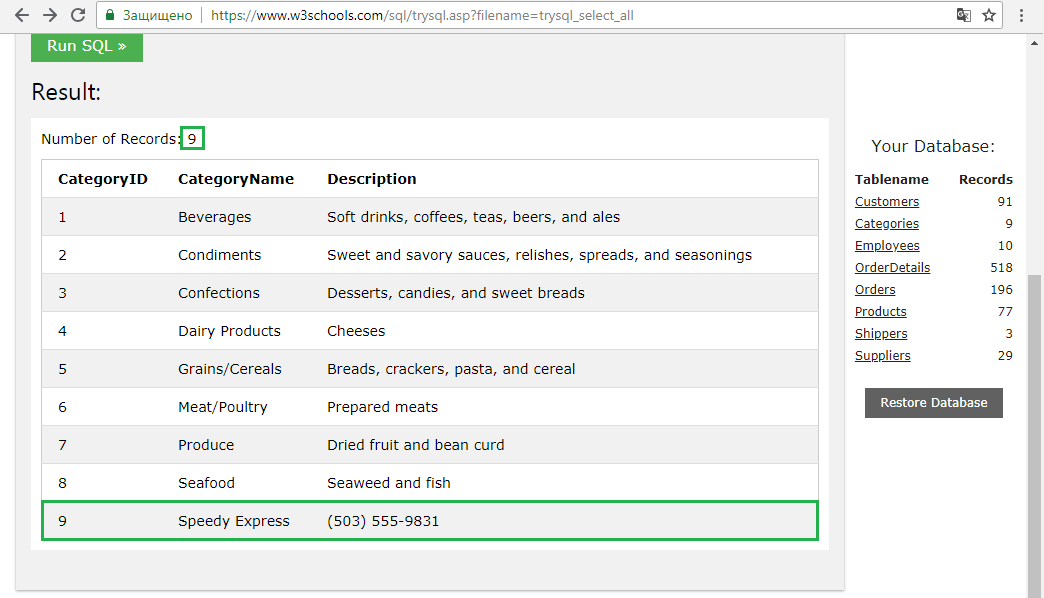 Защищено https://www.w3schools.com/sql/trysql.asp?filename=trysql_select_all
Run SQL »
Result:
Number of Records: 9
CategoryID CategoryName Description
1 Beverages Soft drinks, coffees, teas, beers, and ales
2 Condiments Sweet and savory sauces, relishes, spreads, and seasonings
3 Confections Desserts, candies, and sweet breads
4 Dairy Products Cheeses
5 Grains/Cereals Breads, crackers, pasta, and cereal
6 Meat/Poultry Prepared meats
7 Produce Dried fruit and bean curd
8 Seafood Seaweed and fish
9 Speedy Express (503) 555-9831
Your Database:
Tablename Records
Customers 91
Categories 9
Employees 10
OrderDetails 518
Orders 196
Products 77
Shippers 3
Suppliers 29
Restore Database